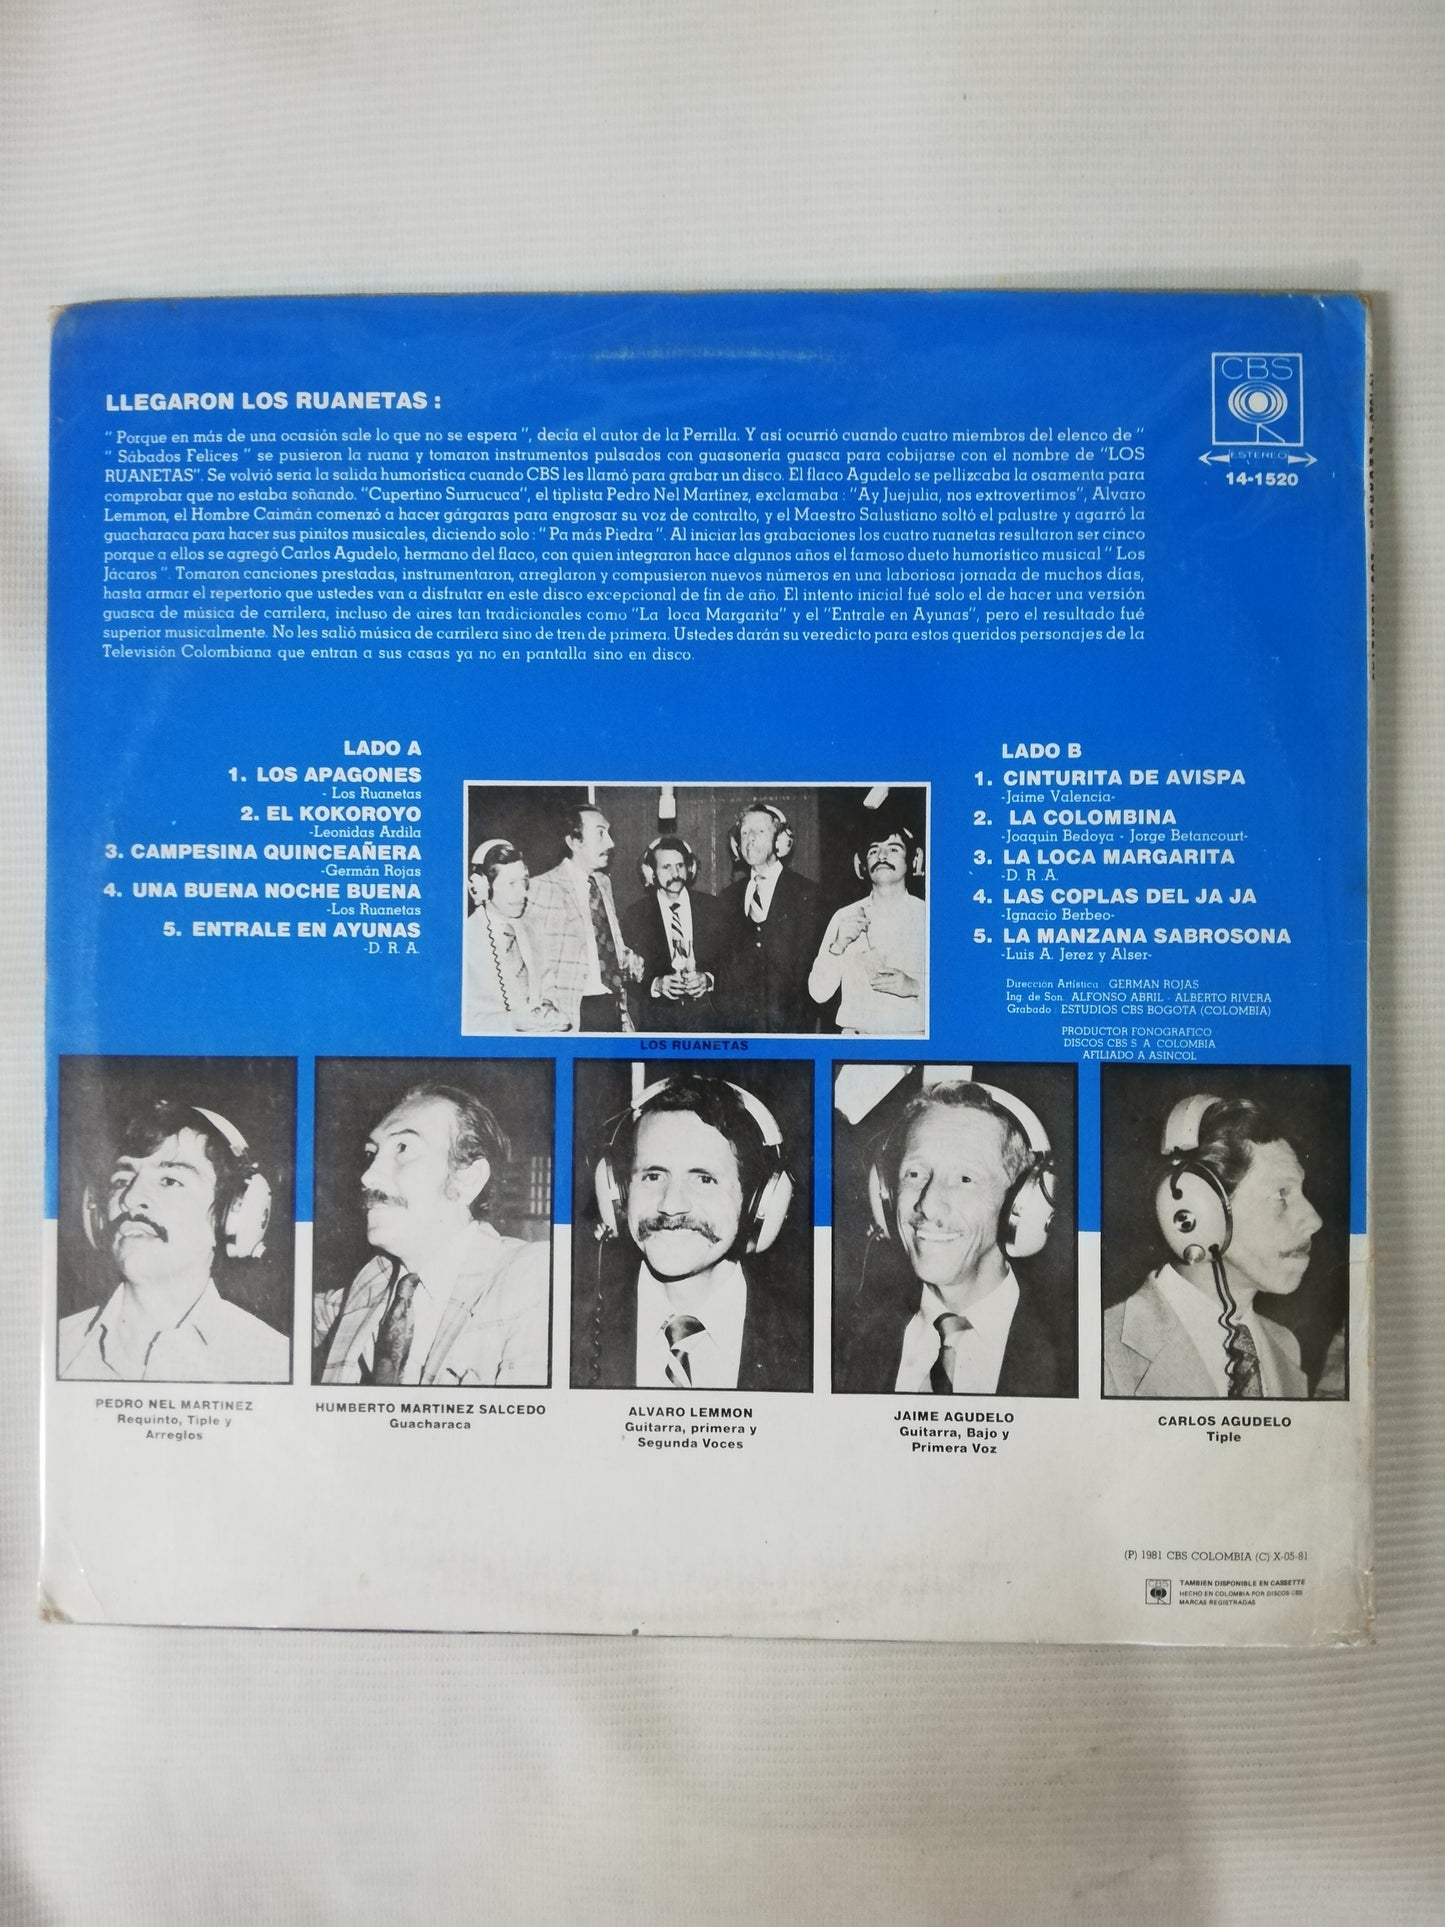 LLEGARON LOS RUANETAS :
" Porque en más de una ocasión sale lo que no se espera ", decía el autor de la Perrilla. Y así ocurrió cuando cuatro miembros del elenco de "
" Sábados Felices " se pusieron la ruana y tomaron instrumentos pulsados con guasonería guasca para cobijarse con el nombre de "LOS
RUANETAS". Se volvió seria la salida humorística cuando CBS les llamó para grabar un disco. El flaco Agudelo se pellizcaba la osamenta para
comprobar que no estaba soñando. "Cupertino Surrucuca", el tiplista Pedro Nel Martínez, exclamaba : "Ay Juejulia, nos extrovertimos", Alvaro
Lemmon, el Hombre Caimán comenzó a hacer gárgaras para engrosar su voz de contralto, y el Maestro Salustiano soltó el palustre y agarró la
guacharaca para hacer sus pinitos musicales, diciendo solo : " Pa más Piedra ". Al iniciar las grabaciones los cuatro ruanetas resultaron ser cinco
porque a ellos se agregó Carlos Agudelo, hermano del flaco, con quien integraron hace algunos años el famoso dueto humorístico musical " Los
Jácaros ". Tomaron canciones prestadas, instrumentaron, arreglaron y compusieron nuevos números en una laboriosa jornada de muchos días,
hasta armar el repertorio que ustedes van a disfrutar en este disco excepcional de fin de año. El intento inicial fué solo el de hacer una versión
guasca de música de carrilera, incluso de aires tan tradicionales como "La loca Margarita" y el "Entrale en Ayunas", pero el resultado fué
superior musicalmente. No les salió música de carrilera sino de tren de primera. Ustedes darán su veredicto para estos queridos personajes de la
Televisión Colombiana que entran a sus casas ya no en pantalla sino en disco.
CBS
ESTEREO
14-1520
LADO A
1. LOS APAGONES
- Los Ruanetas
2. EL KOKOROYO
-Leonidas Ardila
3. CAMPESINA QUINCEAÑERA
-Germán Rojas
4. UNA BUENA NOCHE BUENA
-Los Ruanetas
5. ENTRALE EN AYUNAS
-D. R. A.
LADO B
1. CINTURITA DE AVISPA
-Jaime Valencia-
2. LA COLOMBINA
-Joaquin Bedoya - Jorge Betancourt-
3. LA LOCA MARGARITA
-D. R .A.
4. LAS COPLAS DEL JA JA
-Ignacio Berbeo-
5. LA MANZANA SABROSONA
-Luis A. Jerez y Alser-
Dirección Artística GERMAN ROJAS
Ing. de Son. ALFONSO ABRIL - ALBERTO RIVERA
Grabado : ESTUDIOS CBS BOGOTA (COLOMBIA)
PRODUCTOR FONOGRAFICO
DISCOS CBS S. A. COLOMBIA
AFILIADO A ASINCOL
LOS RUANETAS
PEDRO NEL MARTINEZ
Requinto, Tiple y
Arreglos
HUMBERTO MARTINEZ SALCEDO
Guacharaca
ALVARO LEMMON
Guitarra, primera y
Segunda Voces
JAIME AGUDELO
Guitarra, Bajo y
Primera Voz
CARLOS AGUDELO
Tiple
(P) 1981 CBS COLOMBIA (C) X-05-81
CBS
TAMBIEN DISPONIBLE EN CASSETTE
HECHO EN COLOMBIA POR DISCOS CBS
MARCAS REGISTRADAS